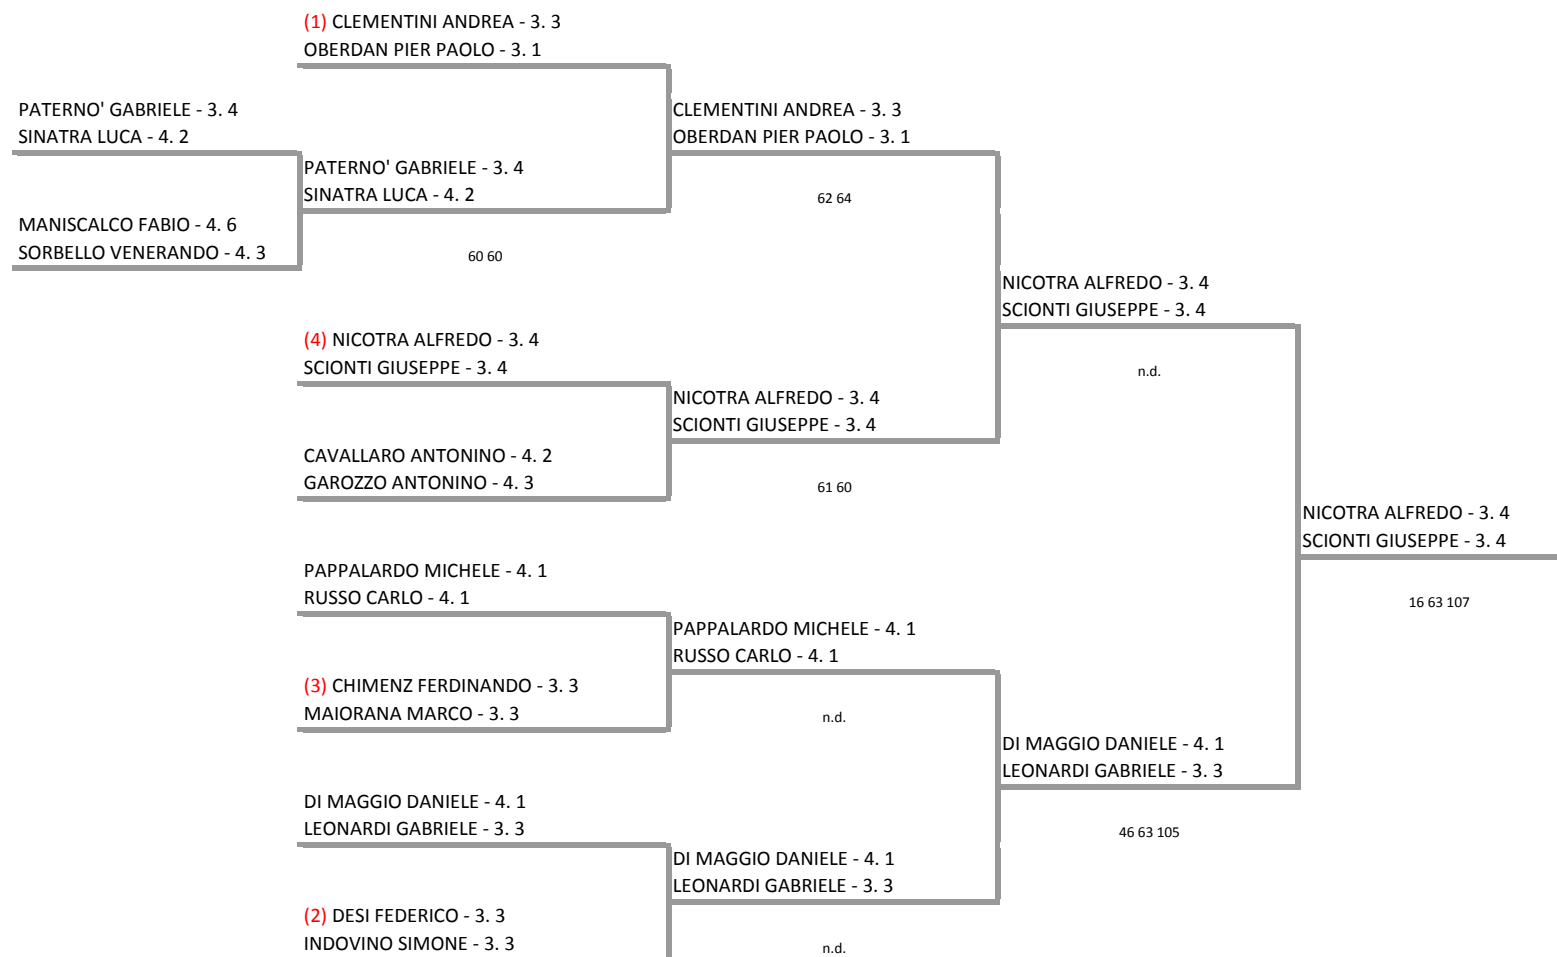 (1) CLEMENTINI ANDREA - 3. 3
OBERDAN PIER PAOLO - 3. 1
PATERNO' GABRIELE - 3. 4
SINATRA LUCA - 4. 2
CLEMENTINI ANDREA - 3. 3
OBERDAN PIER PAOLO - 3. 1
PATERNO' GABRIELE - 3. 4
SINATRA LUCA - 4. 2
62 64
MANISCALCO FABIO - 4. 6
SORBELLO VENERANDO - 4. 3
60 60
NICOTRA ALFREDO - 3. 4
SCIONTI GIUSEPPE - 3. 4
(4) NICOTRA ALFREDO - 3. 4
SCIONTI GIUSEPPE - 3. 4
n.d.
NICOTRA ALFREDO - 3. 4
SCIONTI GIUSEPPE - 3. 4
CAVALLARO ANTONINO - 4. 2
GAROZZO ANTONINO - 4. 3
61 60
NICOTRA ALFREDO - 3. 4
SCIONTI GIUSEPPE - 3. 4
PAPPALARDO MICHELE - 4. 1
RUSSO CARLO - 4. 1
16 63 107
PAPPALARDO MICHELE - 4. 1
RUSSO CARLO - 4. 1
(3) CHIMENZ FERDINANDO - 3. 3
MAIORANA MARCO - 3. 3
n.d.
DI MAGGIO DANIELE - 4. 1
LEONARDI GABRIELE - 3. 3
DI MAGGIO DANIELE - 4. 1
LEONARDI GABRIELE - 3. 3
46 63 105
DI MAGGIO DANIELE - 4. 1
LEONARDI GABRIELE - 3. 3
(2) DESI FEDERICO - 3. 3
INDOVINO SIMONE - 3. 3
n.d.